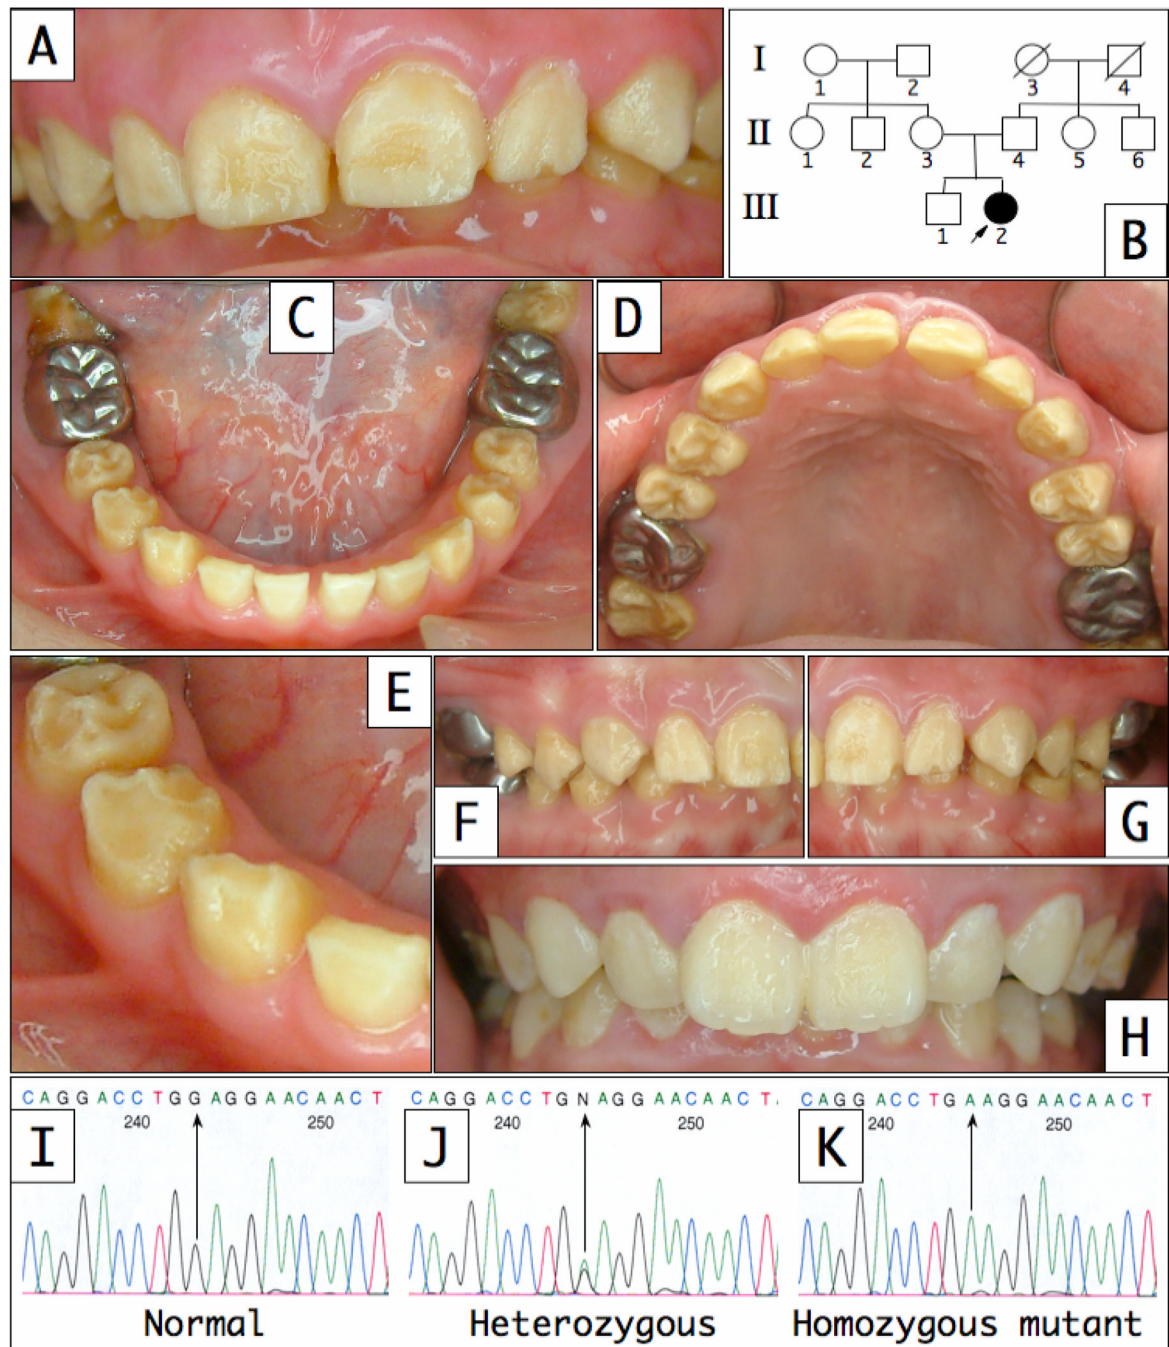 A
I
1 2 3 4
II
1 2 3 4 5 6
III
1 2
B
C
D
E
F
G
H
CAGGACCTGGAGGAACAACT
240 250
I
Normal
CAGGACCTGNAGGAACAACT
240 250
J
Heterozygous
CAGGACCTGAAGGAACAACT
240 250
K
Homozygous mutant